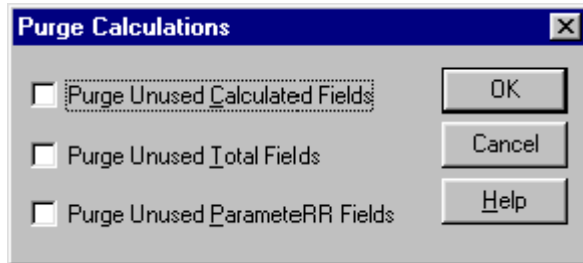 Purge Calculations
Purge Unused Calculated Fields
OK
Purge Unused Total Fields
Cancel
Purge Unused ParameteRR Fields
Help